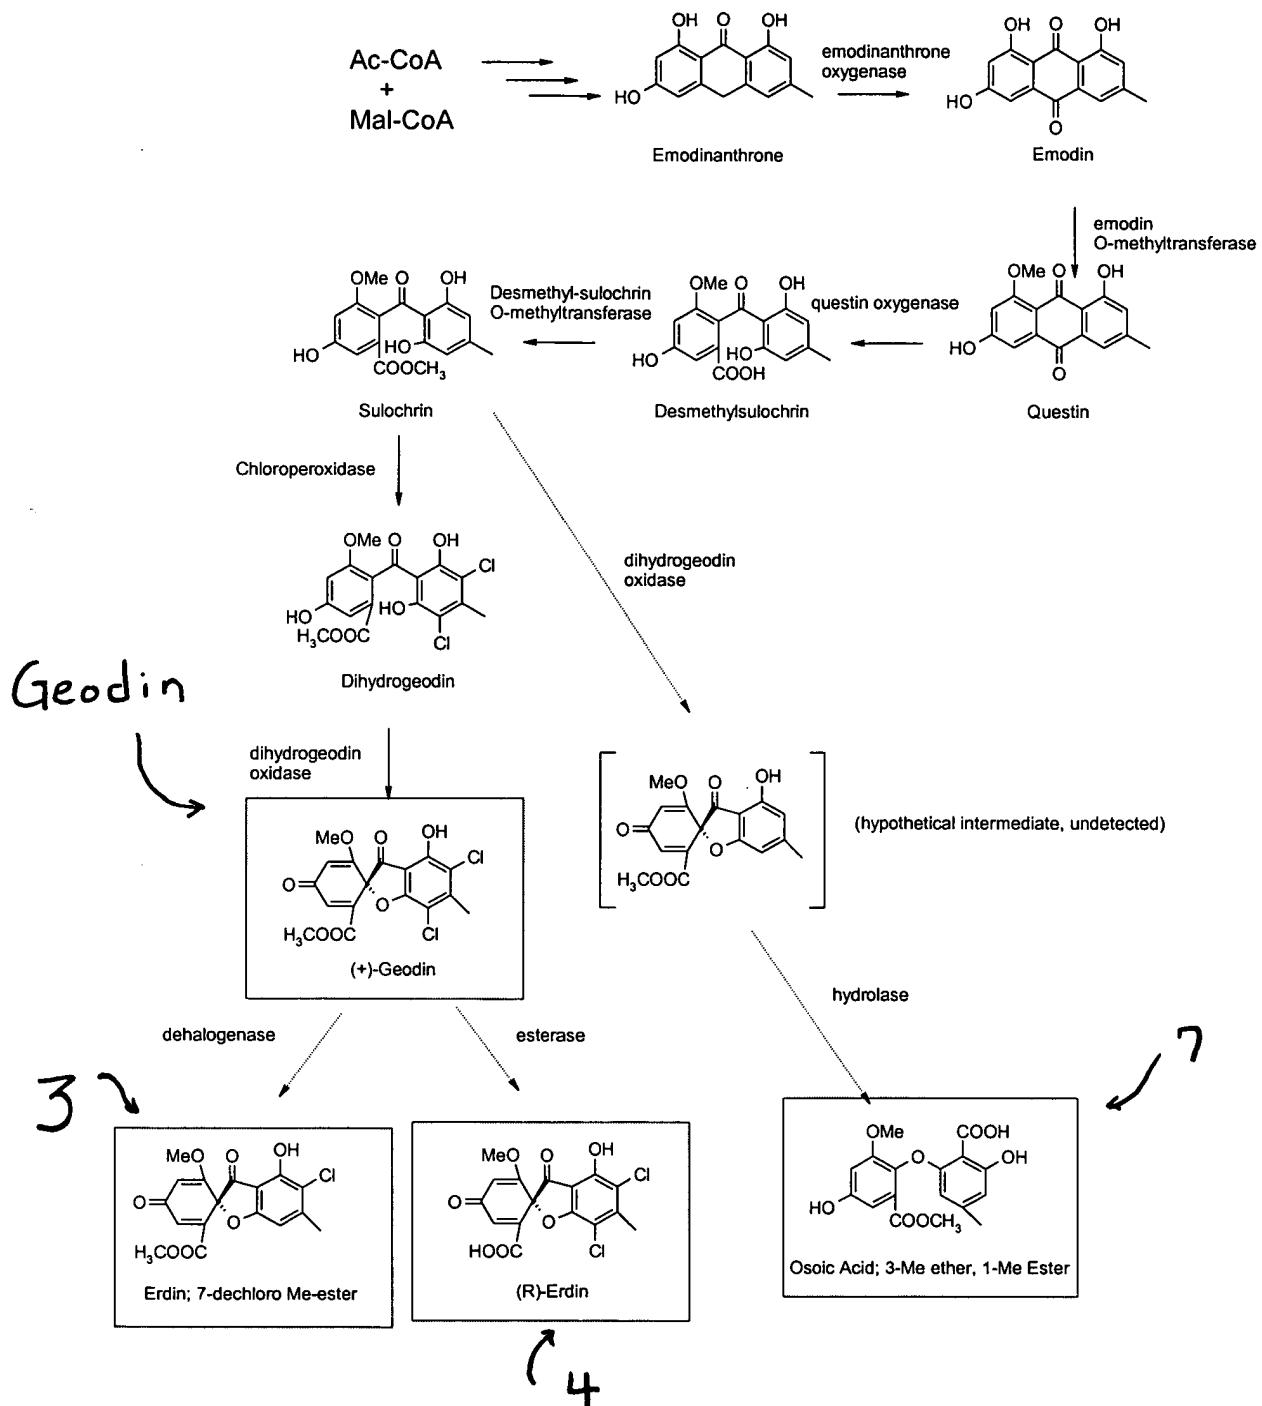 OH O OH
HO
Ac-CoA
+
Mal-CoA
Emodinanthrone
emodinanthrone
oxygenase
OH O OH
HO
O
Emodin
emodin
O-methyltransferase
OMe O OH
HO
O
Questin
questin oxygenase
OMe O OH
HO HO
COOH
Desmethylsulochrin
Desmethyl-sulochrin
O-methyltransferase
OMe O OH
HO HO
COOCH3
Sulochrin
Chloroperoxidase
OMe O OH
Cl
HO HO
H3COOC Cl
Dihydrogeodin
dihydrogeodin
oxidase
Geodin
dihydrogeodin
oxidase
MeO O OH
Cl
O
O
H3COOC Cl
(+)-Geodin
MeO O OH
O
O
H3COOC
(hypothetical intermediate, undetected)
dehalogenase
esterase
hydrolase
3
7
MeO O OH
Cl
O
O
H3COOC
Erdin; 7-dechloro Me-ester
MeO O OH
Cl
O
O
HOOC Cl
(R)-Erdin
4
OMe COOH
O OH
HO
COOCH3
Osoic Acid; 3-Me ether, 1-Me Ester